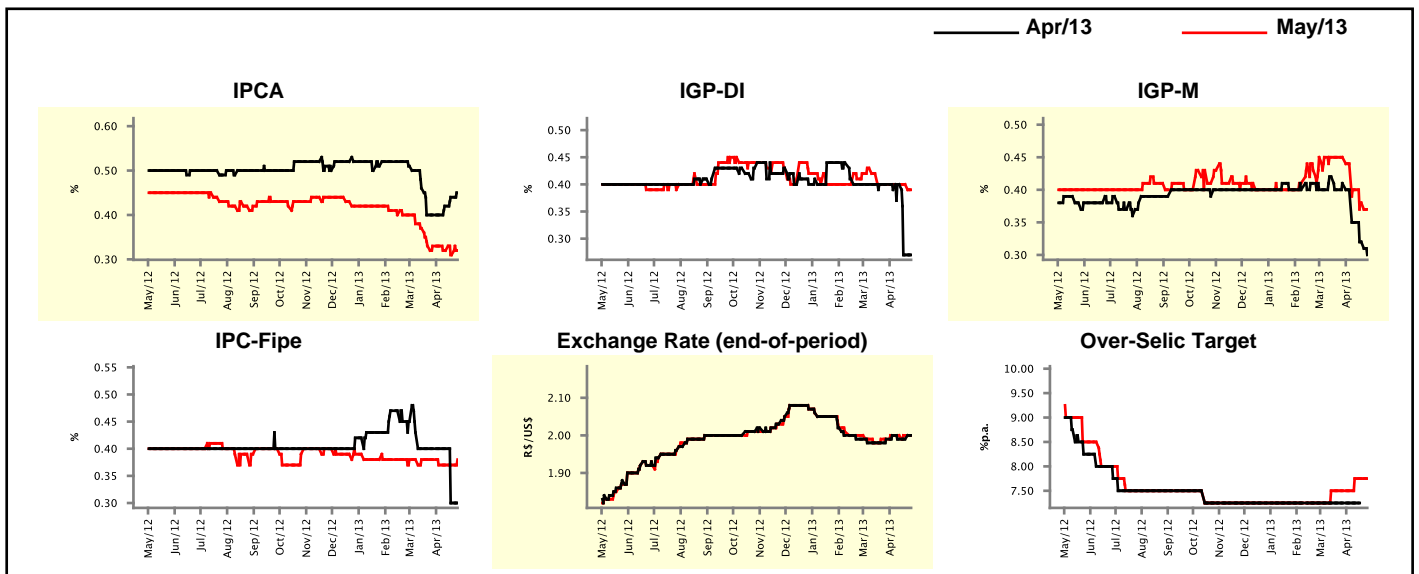 Apr/13 May/13
IPCA
%
0.60
0.50
0.40
0.30
May/12 Jun/12 Jul/12 Aug/12 Sep/12 Oct/12 Nov/12 Dec/12 Jan/13 Feb/13 Mar/13 Apr/13
IGP-DI
%
0.50
0.45
0.40
0.35
0.30
May/12 Jun/12 Jul/12 Aug/12 Sep/12 Oct/12 Nov/12 Dec/12 Jan/13 Feb/13 Mar/13 Apr/13
IGP-M
%
0.50
0.45
0.40
0.35
0.30
May/12 Jun/12 Jul/12 Aug/12 Sep/12 Oct/12 Nov/12 Dec/12 Jan/13 Feb/13 Mar/13 Apr/13
IPC-Fipe
%
0.55
0.50
0.45
0.40
0.35
0.30
May/12 Jun/12 Jul/12 Aug/12 Sep/12 Oct/12 Nov/12 Dec/12 Jan/13 Feb/13 Mar/13 Apr/13
Exchange Rate (end-of-period)
R$/US$
2.10
2.00
1.90
May/12 Jun/12 Jul/12 Aug/12 Sep/12 Oct/12 Nov/12 Dec/12 Jan/13 Feb/13 Mar/13 Apr/13
Over-Selic Target
%p.a.
10.00
9.50
9.00
8.50
8.00
7.50
May/12 Jun/12 Jul/12 Aug/12 Sep/12 Oct/12 Nov/12 Dec/12 Jan/13 Feb/13 Mar/13 Apr/13